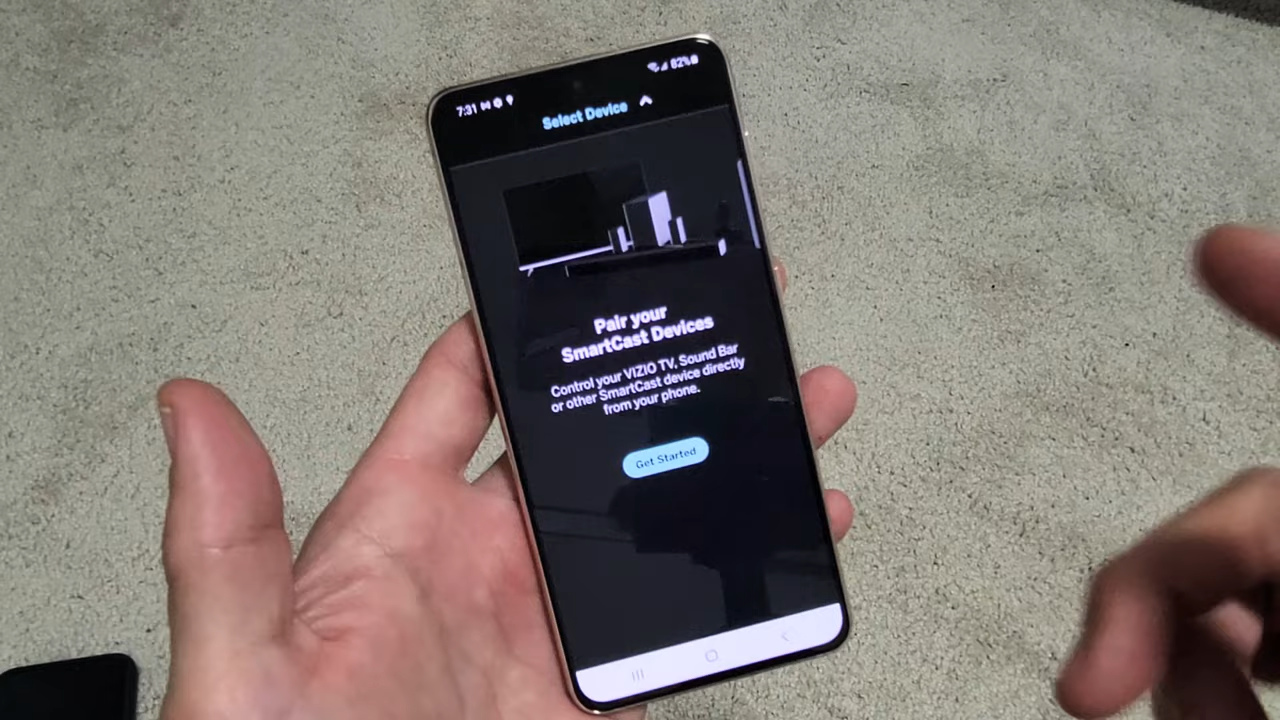 7:31
82%
Select Device
Pair your
SmartCast Devices
Control your VIZIO TV, Sound Bar
or other SmartCast device directly
from your phone.
Get Started